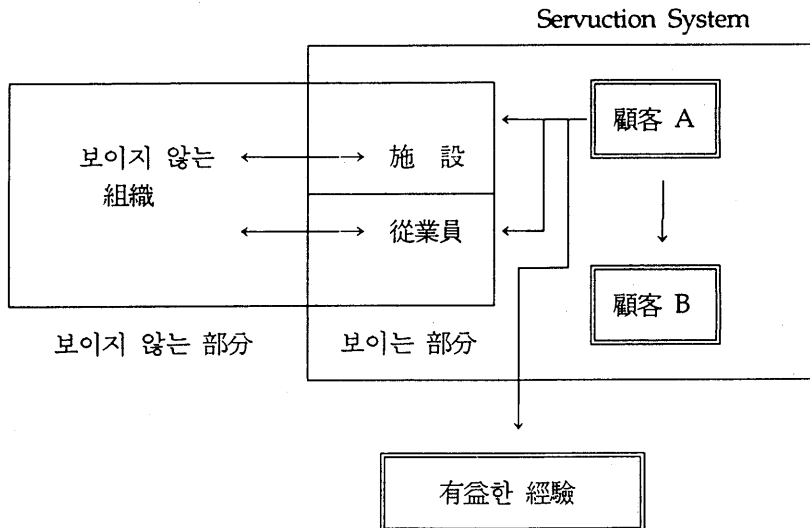 Servuction System
보이지 않는
組織
施 設
從業員
顧客 A
顧客 B
보이지 않는 部分
보이는 部分
有益한 經驗